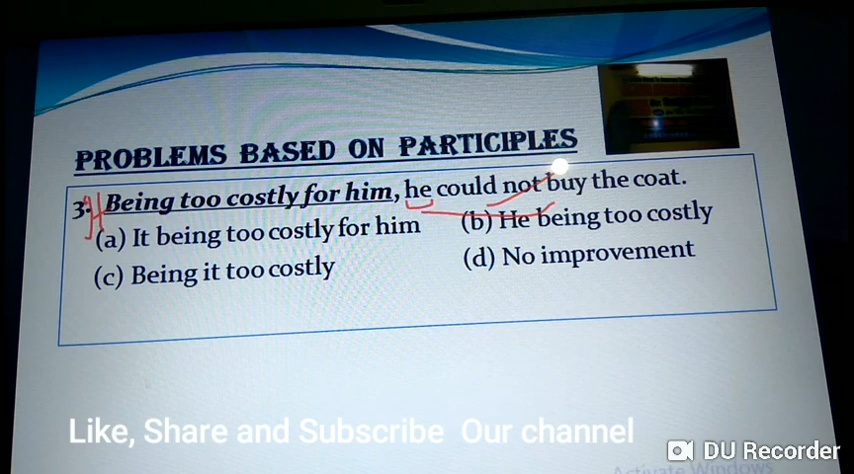 PROBLEMS BASED ON PARTICIPLES
3. Being too costly for him, he could not buy the coat.
(a) It being too costly for him (b) He being too costly
(c) Being it too costly (d) No improvement
Like, Share and Subscribe Our channel
DU Recorder
Activate Windows